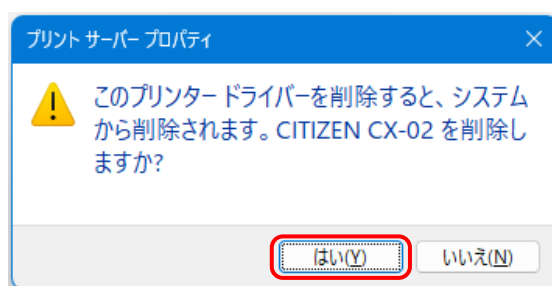 プリント サーバー プロパティ
このプリンター ドライバーを削除すると、システム
から削除されます。CITIZEN CX-02 を削除し
ますか?
はい(Y)
いいえ(N)